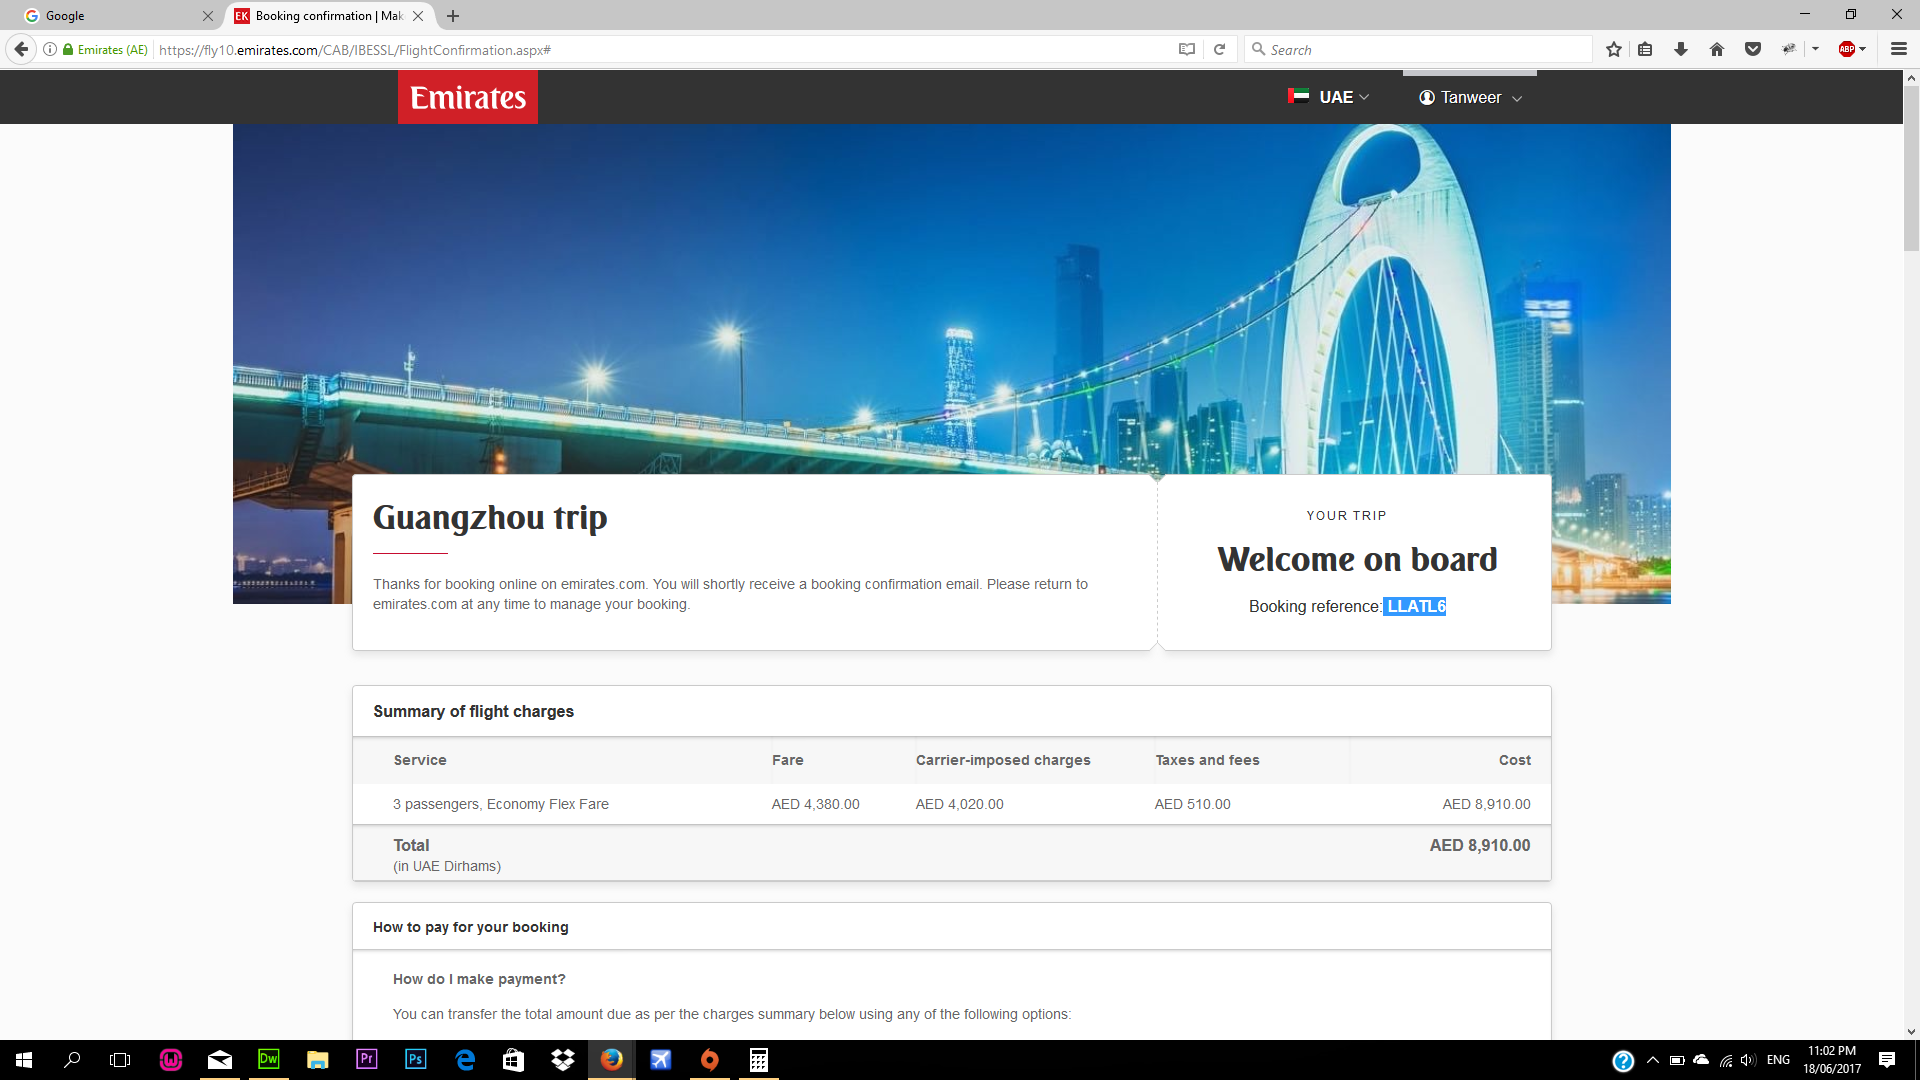 Google
EK Booking confirmation | Mak
Emirates (AE) https://fly10.emirates.com/CAB/IBESSL/FlightConfirmation.aspx# Search ABP
Emirates UAE Tanweer
Guangzhou trip
Thanks for booking online on emirates.com. You will shortly receive a booking confirmation email. Please return to
emirates.com at any time to manage your booking.
YOUR TRIP
Welcome on board
Booking reference: LLATL6
Summary of flight charges
Service Fare Carrier-imposed charges Taxes and fees Cost
3 passengers, Economy Flex Fare AED 4,380.00 AED 4,020.00 AED 510.00 AED 8,910.00
Total AED 8,910.00
(in UAE Dirhams)
How to pay for your booking
How do I make payment?
You can transfer the total amount due as per the charges summary below using any of the following options:
Dw Pr Ps ENG
11:02 PM
18/06/2017